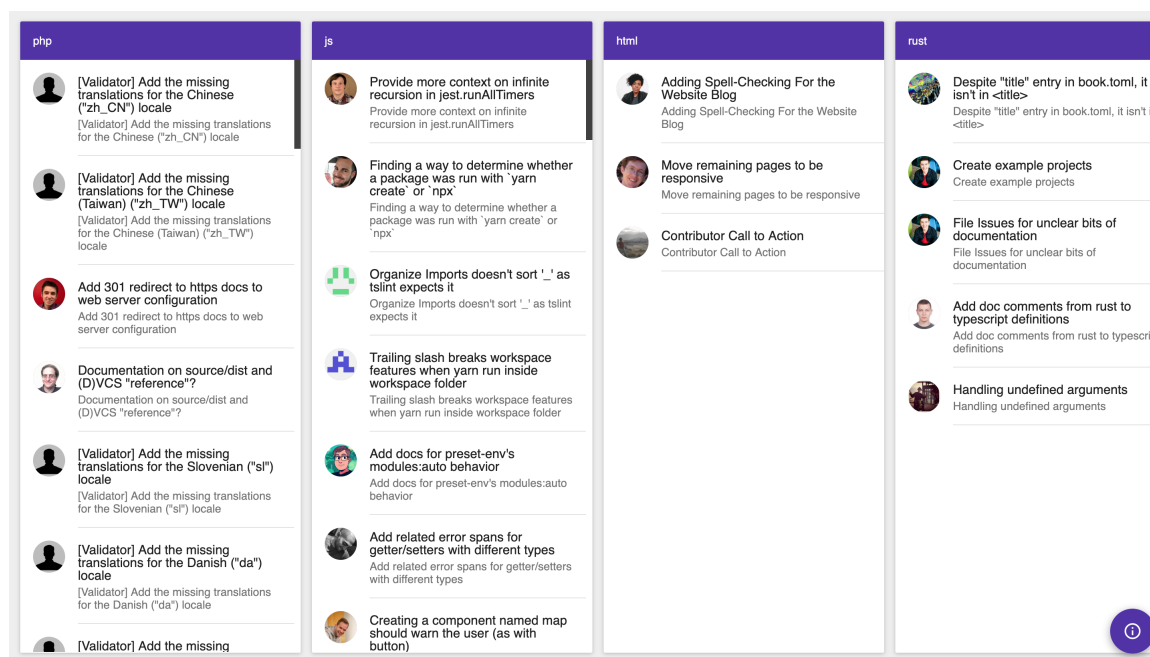 php
[Validator] Add the missing
translations for the Chinese
("zh_CN") locale
[Validator] Add the missing translations
for the Chinese ("zh_CN") locale
[Validator] Add the missing
translations for the Chinese
(Taiwan) ("zh_TW") locale
[Validator] Add the missing translations
for the Chinese (Taiwan) ("zh_TW")
locale
Add 301 redirect to https docs to
web server configuration
Add 301 redirect to https docs to web
server configuration
Documentation on source/dist and
(D)VCS "reference"?
Documentation on source/dist and
(D)VCS "reference"?
[Validator] Add the missing
translations for the Slovenian ("sl")
locale
[Validator] Add the missing translations
for the Slovenian ("sl") locale
[Validator] Add the missing
translations for the Danish ("da")
locale
[Validator] Add the missing translations
for the Danish ("da") locale
[Validator] Add the missing
js
Provide more context on infinite
recursion in jest.runAllTimers
Provide more context on infinite
recursion in jest.runAllTimers
Finding a way to determine whether
a package was run with `yarn
create` or `npx`
Finding a way to determine whether a
package was run with `yarn create` or
`npx`
Organize Imports doesn't sort '_' as
tslint expects it
Organize Imports doesn't sort '_' as tslint
expects it
Trailing slash breaks workspace
features when yarn run inside
workspace folder
Trailing slash breaks workspace features
when yarn run inside workspace folder
Add docs for preset-env's
modules:auto behavior
Add docs for preset-env's modules:auto
behavior
Add related error spans for
getter/setters with different types
Add related error spans for getter/setters
with different types
Creating a component named map
should warn the user (as with
button)
html
Adding Spell-Checking For the
Website Blog
Adding Spell-Checking For the Website
Blog
Move remaining pages to be
responsive
Move remaining pages to be responsive
Contributor Call to Action
Contributor Call to Action
rust
Despite "title" entry in book.toml, it
isn't in <title>
Despite "title" entry in book.toml, it isn't
<title>
Create example projects
Create example projects
File Issues for unclear bits of
documentation
File Issues for unclear bits of
documentation
Add doc comments from rust to
typescript definitions
Add doc comments from rust to typescri
definitions
Handling undefined arguments
Handling undefined arguments